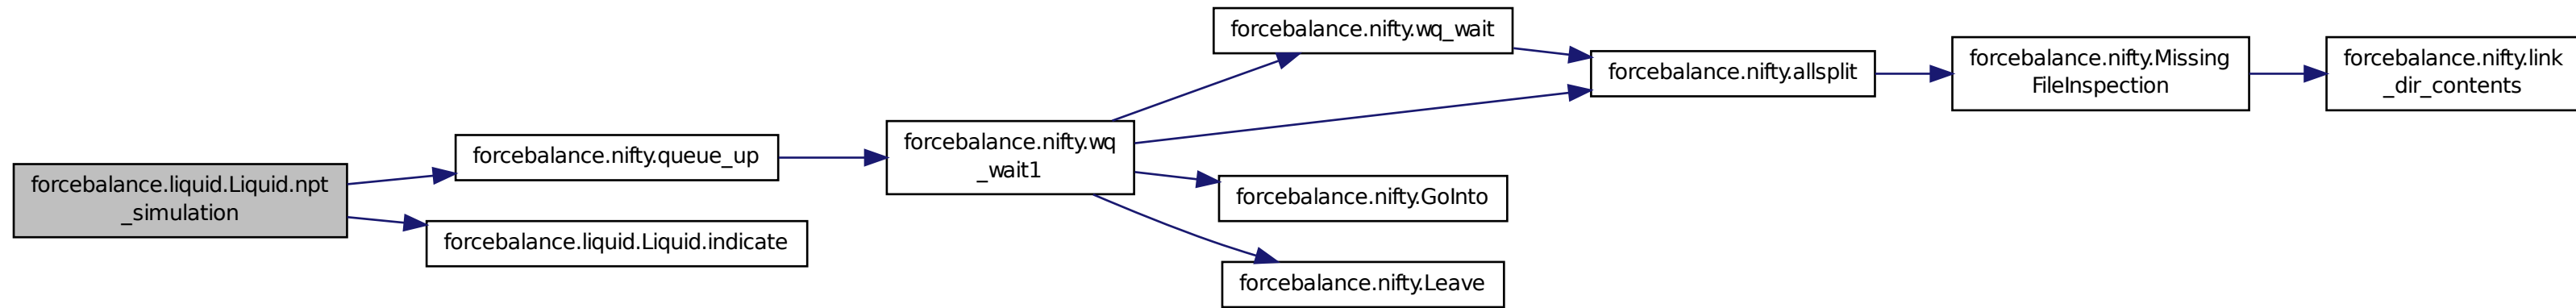 forcebalance.liquid.Liquid.npt
_simulation
forcebalance.nifty.queue_up
forcebalance.liquid.Liquid.indicate
forcebalance.nifty.wq
_wait1
forcebalance.nifty.wq_wait
forcebalance.nifty.GoInto
forcebalance.nifty.Leave
forcebalance.nifty.allsplit
forcebalance.nifty.Missing
FileInspection
forcebalance.nifty.link
_dir_contents